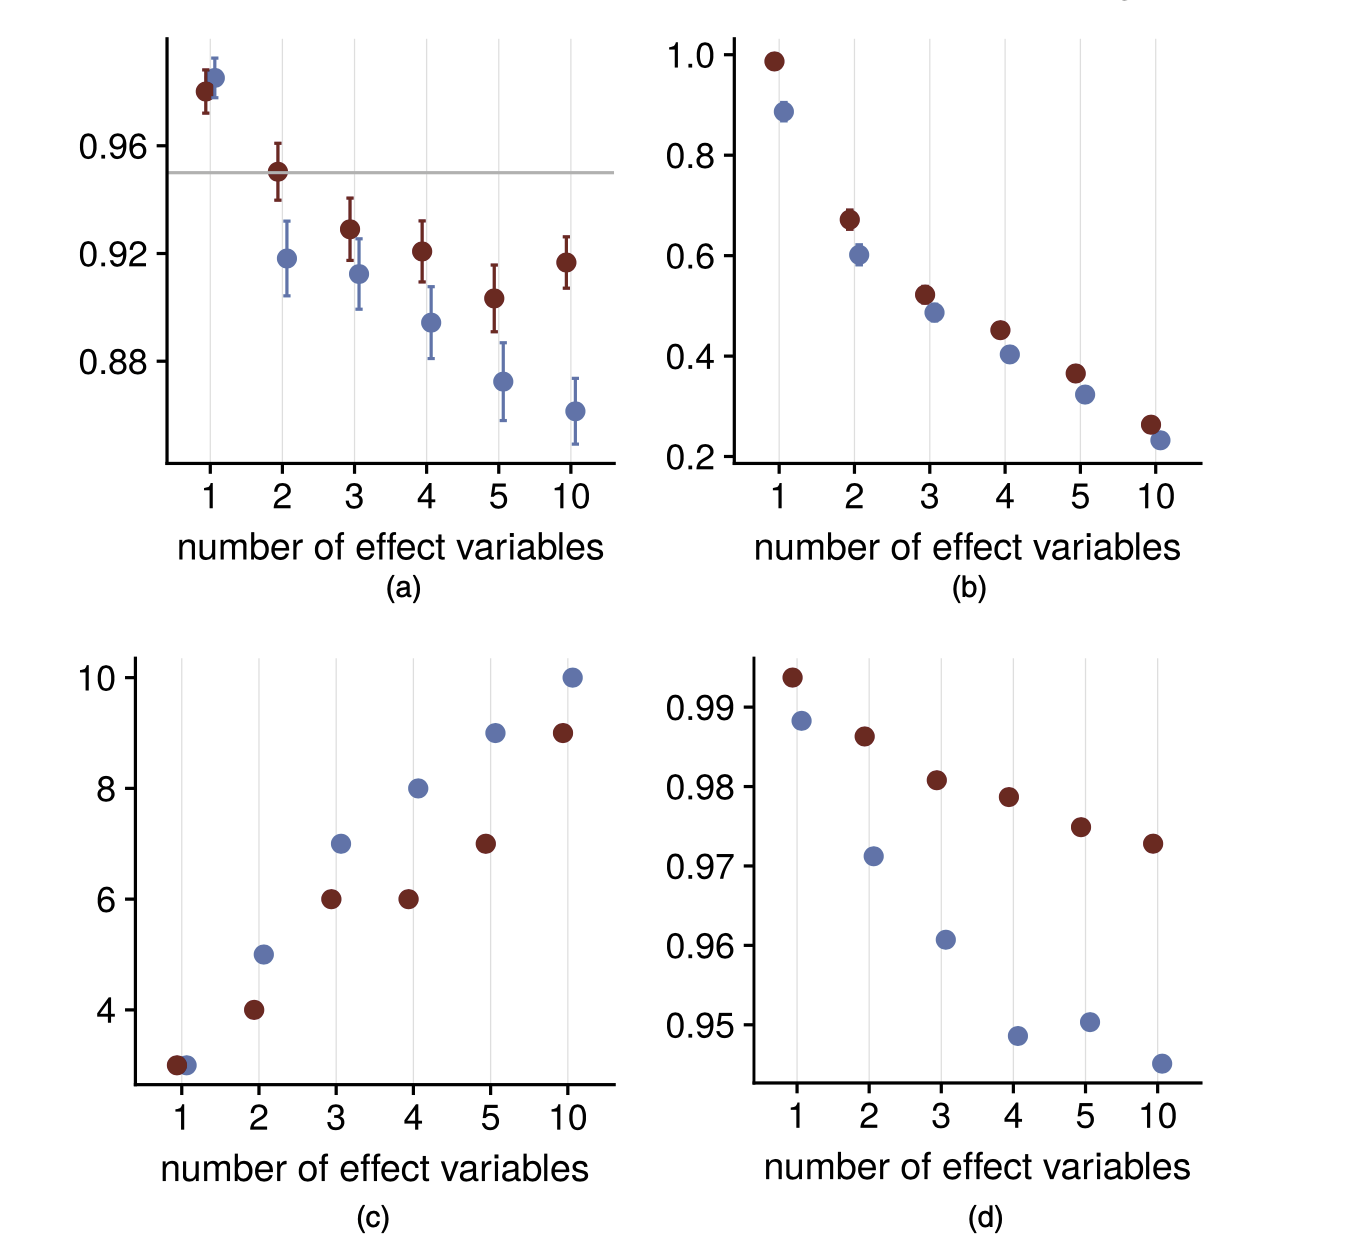 0.96
0.92
0.88
1 2 3 4 5 10
number of effect variables
(a)
1.0
0.8
0.6
0.4
0.2
1 2 3 4 5 10
number of effect variables
(b)
10
8
6
4
1 2 3 4 5 10
number of effect variables
(c)
0.99
0.98
0.97
0.96
0.95
1 2 3 4 5 10
number of effect variables
(d)